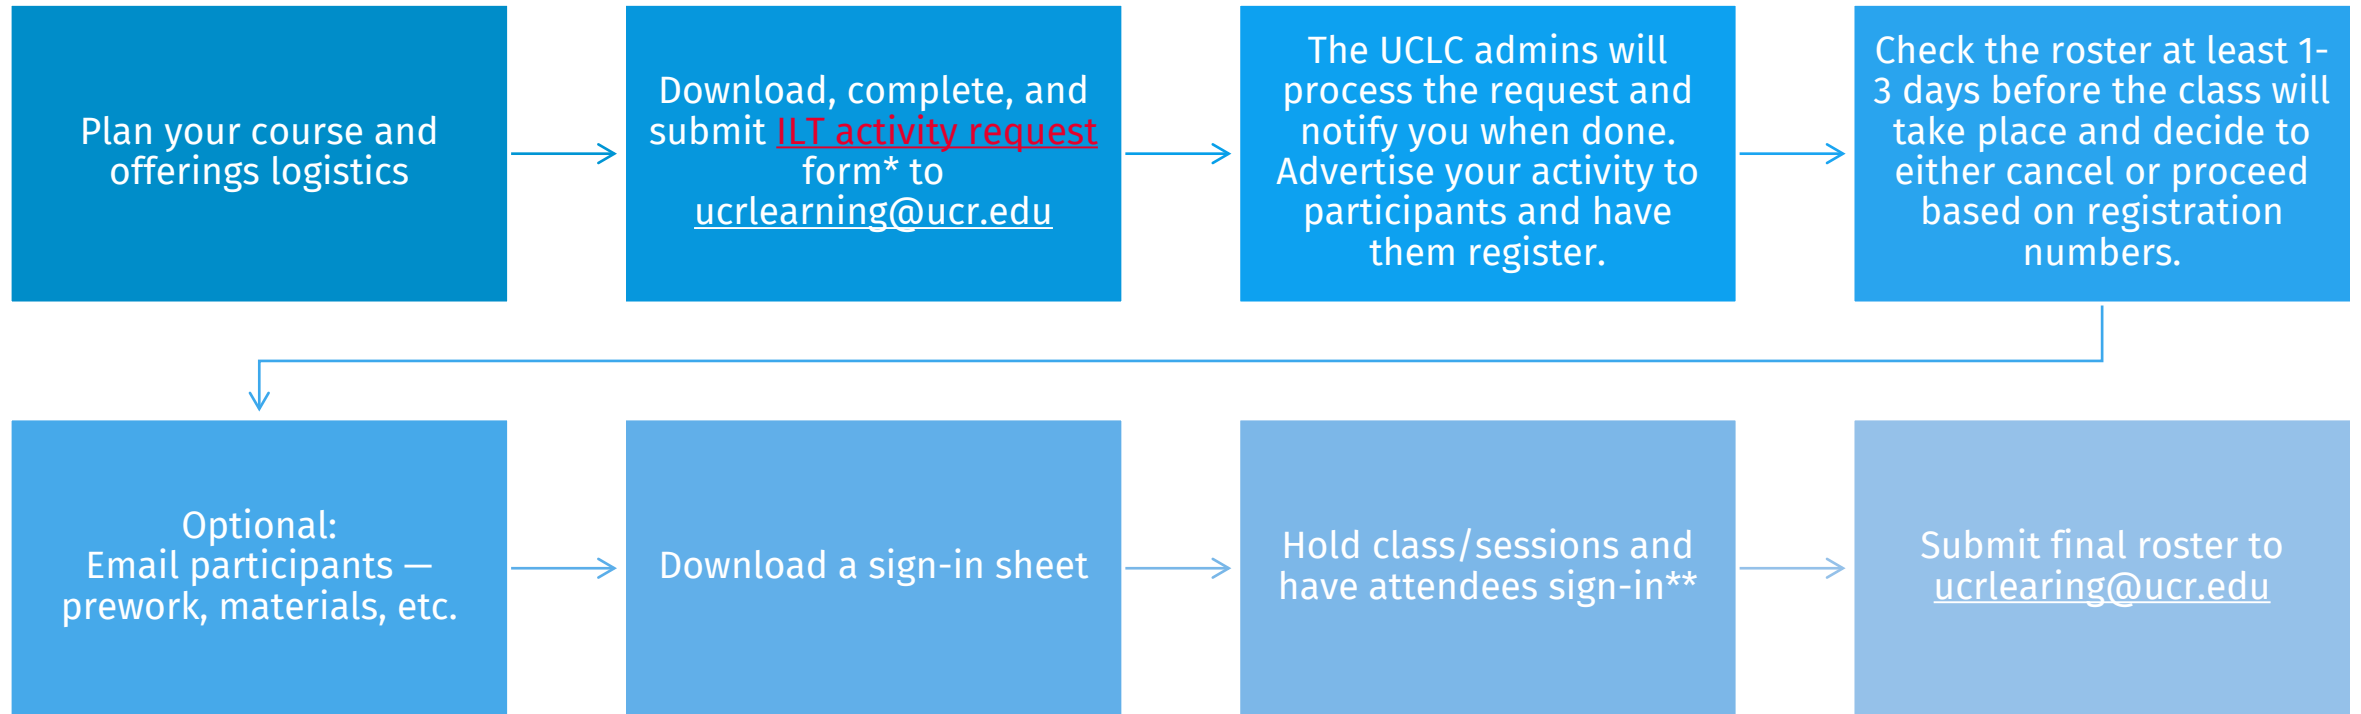 Plan your course and
offerings logistics
Download, complete, and
submit ILT activity request
form* to
ucrlearning@ucr.edu
The UCLC admins will
process the request and
notify you when done.
Advertise your activity to
participants and have
them register.
Check the roster at least 1-
3 days before the class will
take place and decide to
either cancel or proceed
based on registration
numbers.
Optional:
Email participants —
prework, materials, etc.
Download a sign-in sheet
Hold class/sessions and
have attendees sign-in**
Submit final roster to
ucrlearing@ucr.edu